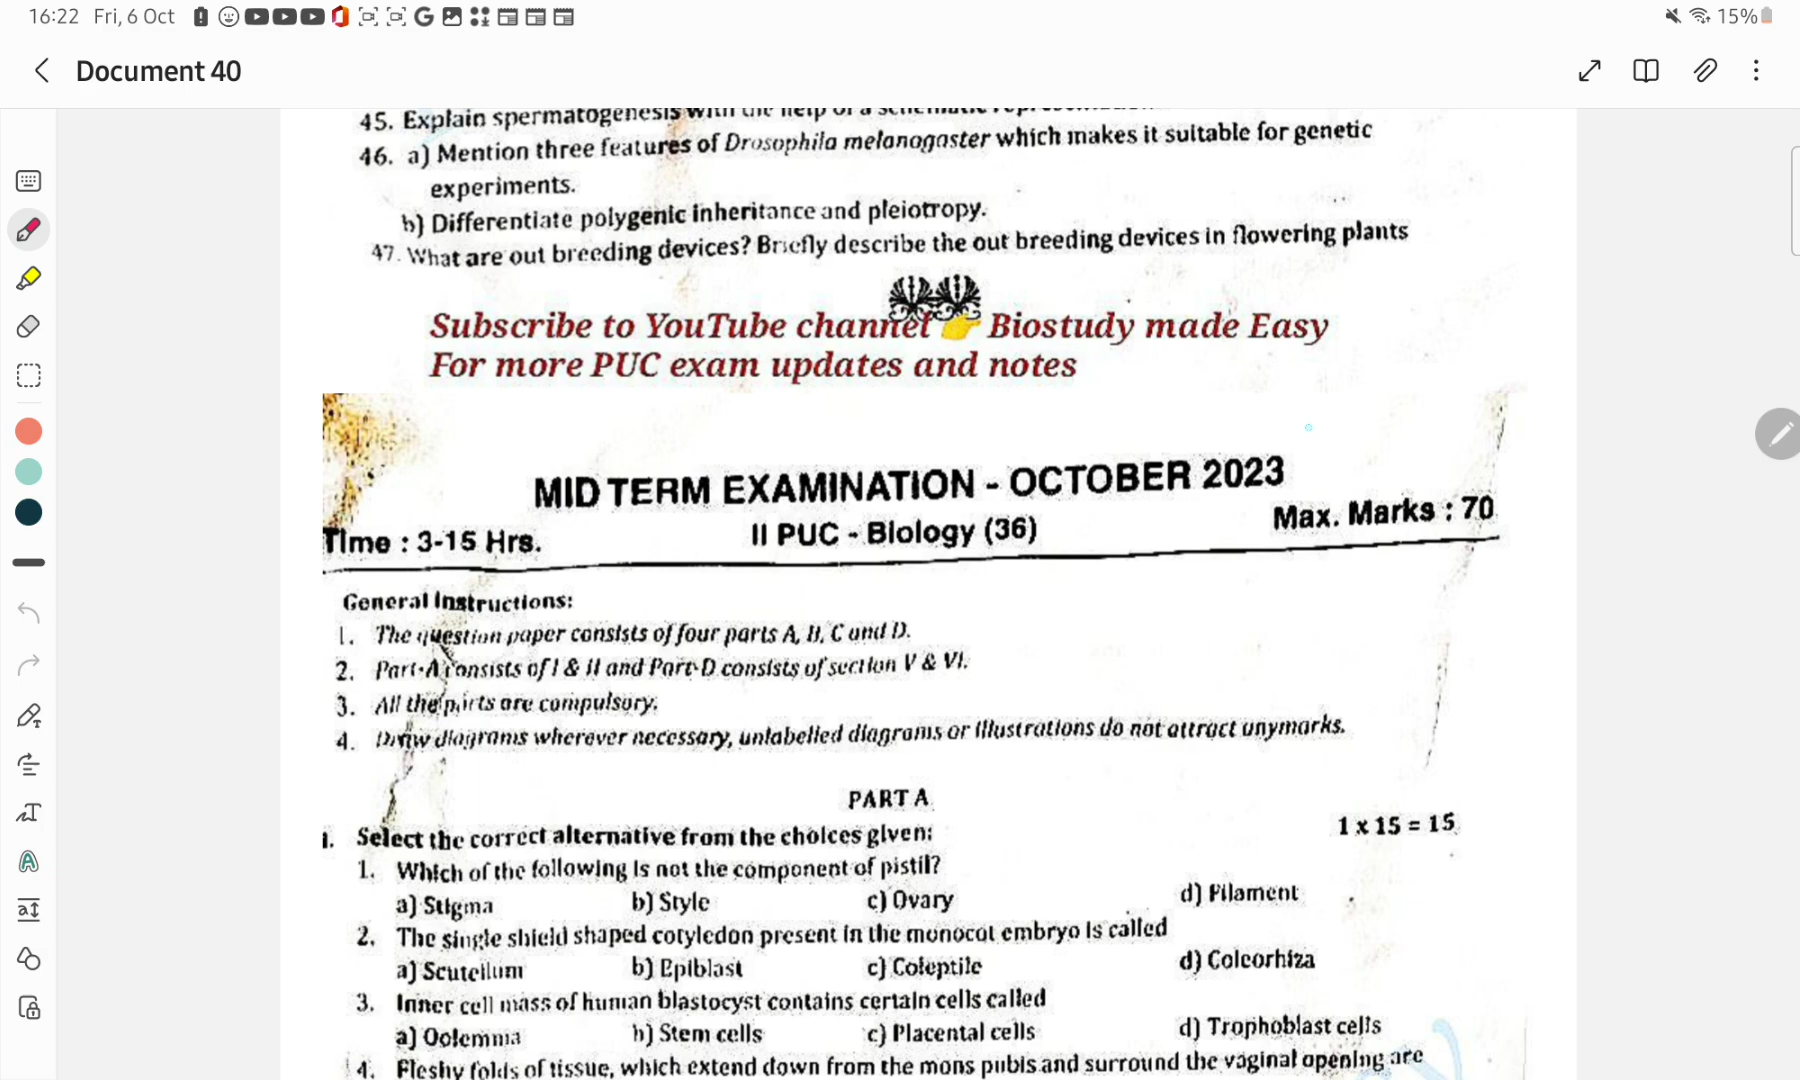 16:22 Fri, 6 Oct
15%
Document 40
45. Explain spermatogenesis with the help of a schematic
46. a) Mention three features of Drosophila melanogaster which makes it suitable for genetic
experiments.
b) Differentiate polygenic inheritance and pleiotropy.
47. What are out breeding devices? Briefly describe the out breeding devices in flowering plants
Subscribe to YouTube channel 👉 Biostudy made Easy
For more PUC exam updates and notes
MID TERM EXAMINATION - OCTOBER 2023
Time : 3-15 Hrs.
II PUC - Biology (36)
Max. Marks : 70
General Instructions:
1. The question paper consists of four parts A, B, C and D.
2. Part-A consists of I & II and Part-D consists of section V & VI.
3. All the parts are compulsory.
4. Draw diagrams wherever necessary, unlabelled diagrams or illustrations do not attract anymarks.
PART A
I. Select the correct alternative from the choices given: 1 x 15 = 15
1. Which of the following is not the component of pistil?
a) Stigma b) Style c) Ovary d) Filament
2. The single shield shaped cotyledon present in the monocot embryo is called
a) Scutellum b) Epiblast c) Coleptile d) Coleorhiza
3. Inner cell mass of human blastocyst contains certain cells called
a) Oolemma b) Stem cells c) Placental cells d) Trophoblast cells
4. Fleshy folds of tissue, which extend down from the mons pubis and surround the vaginal opening are